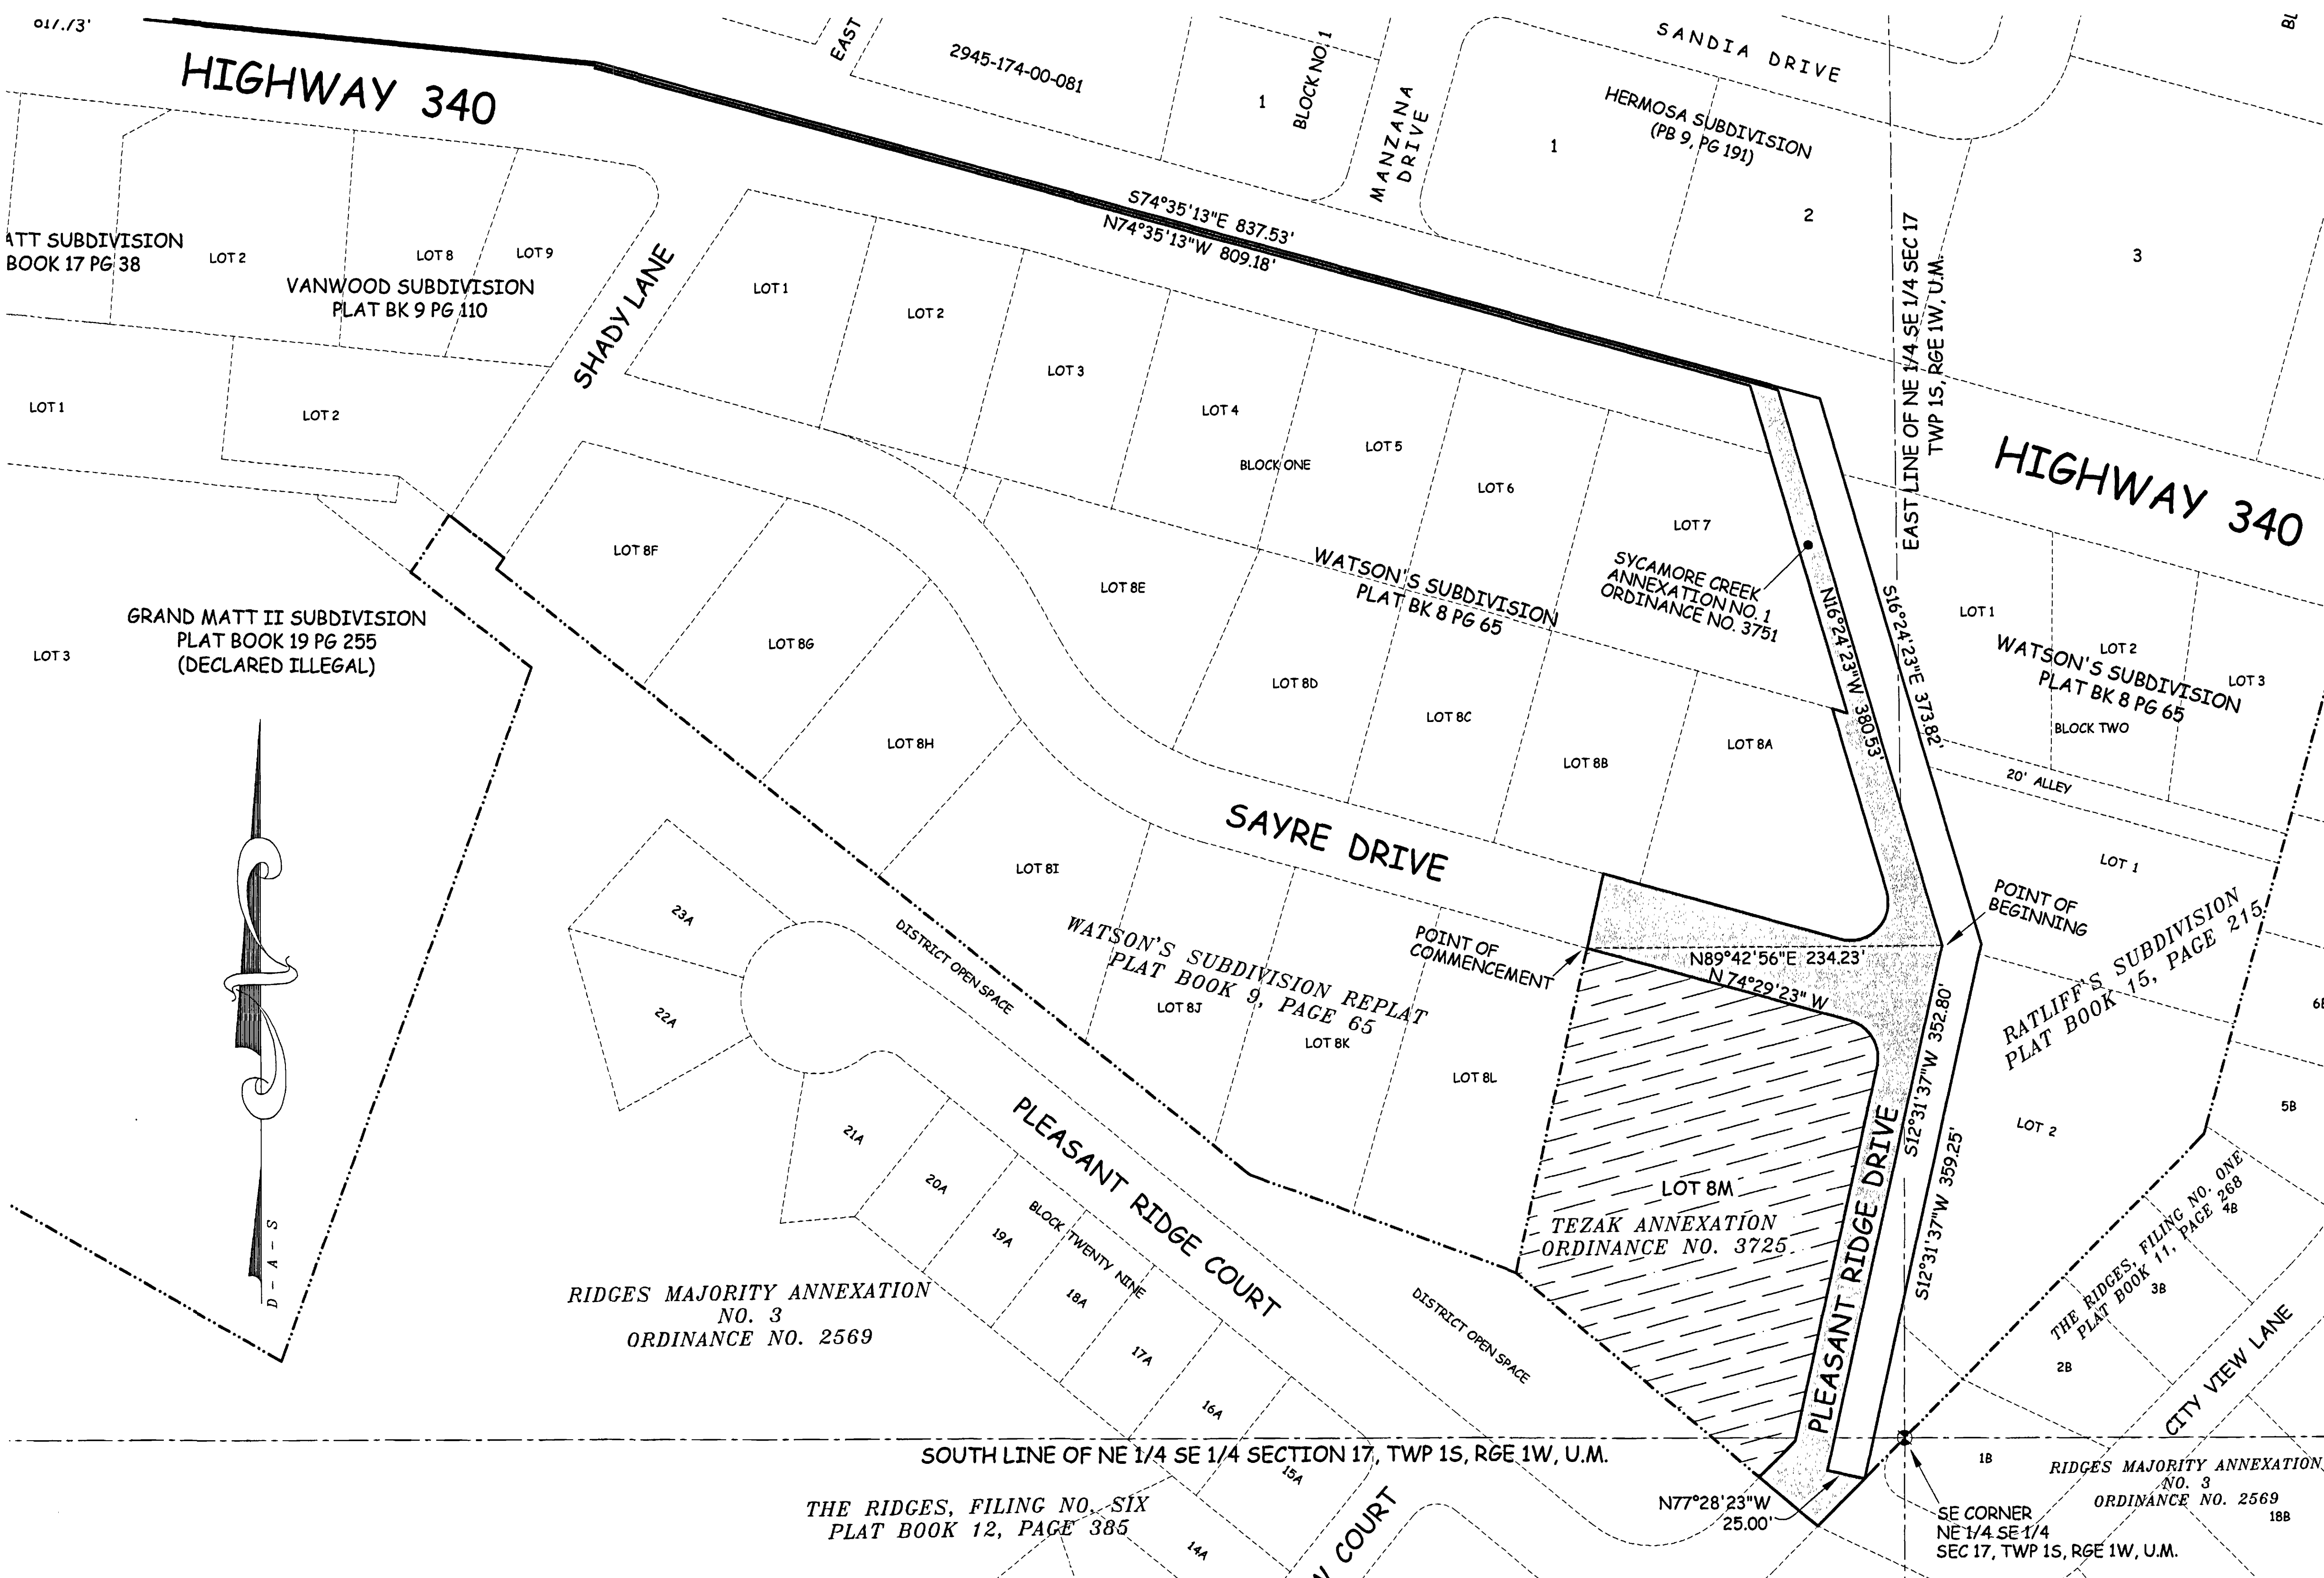 817.73'
HIGHWAY 340
EAST
2945-174-00-081
1
BLOCK NO. 1
MANZANA
DRIVE
SANDIA DRIVE
HERMOSA SUBDIVISION
(PB 9, PG 191)
1
2
3
BL
S74°35'13"E 837.53'
N74°35'13"W 809.18'
EAST LINE OF NE 1/4 SE 1/4 SEC 17
TWP 1S, RGE 1W, U.M.
HIGHWAY 340
ATT SUBDIVISION
BOOK 17 PG 38
LOT 2
LOT 8
LOT 9
VANWOOD SUBDIVISION
PLAT BK 9 PG 110
SHADY LANE
LOT 1
LOT 2
LOT 1
LOT 2
LOT 3
LOT 4
LOT 5
LOT 6
LOT 7
BLOCK ONE
WATSON'S SUBDIVISION
PLAT BK 8 PG 65
SYCAMORE CREEK
ANNEXATION NO. 1
ORDINANCE NO. 3751
N16°24'23"W 380.53'
S16°24'23"E 373.82'
LOT 1
LOT 2
LOT 3
WATSON'S SUBDIVISION
PLAT BK 8 PG 65
BLOCK TWO
20' ALLEY
GRAND MATT II SUBDIVISION
PLAT BOOK 19 PG 255
(DECLARED ILLEGAL)
LOT 3
LOT 8F
LOT 8G
LOT 8H
LOT 8I
LOT 8E
LOT 8D
LOT 8C
LOT 8B
LOT 8A
SAYRE DRIVE
LOT 1
POINT OF
BEGINNING
RATLIFF'S SUBDIVISION
PLAT BOOK 15, PAGE 215
POINT OF
COMMENCEMENT
N89°42'56"E 234.23'
N 74°29'23" W
WATSON'S SUBDIVISION REPLAT
PLAT BOOK 9, PAGE 65
LOT 8J
LOT 8K
LOT 8L
DISTRICT OPEN SPACE
23A
22A
21A
20A
19A
18A
17A
16A
15A
14A
BLOCK TWENTY NINE
PLEASANT RIDGE COURT
S12°31'37"W 352.80'
S12°31'37"W 359.25'
LOT 2
5B
LOT 8M
TEZAK ANNEXATION
ORDINANCE NO. 3725
PLEASANT RIDGE DRIVE
THE RIDGES, FILING NO. ONE
PLAT BOOK 11, PAGE 268
4B
3B
2B
1B
18B
CITY VIEW LANE
D-A-S
RIDGES MAJORITY ANNEXATION
NO. 3
ORDINANCE NO. 2569
DISTRICT OPEN SPACE
SOUTH LINE OF NE 1/4 SE 1/4 SECTION 17, TWP 1S, RGE 1W, U.M.
THE RIDGES, FILING NO. SIX
PLAT BOOK 12, PAGE 385
COURT
N77°28'23"W
25.00'
SE CORNER
NE 1/4 SE 1/4
SEC 17, TWP 1S, RGE 1W, U.M.
RIDGES MAJORITY ANNEXATION
NO. 3
ORDINANCE NO. 2569